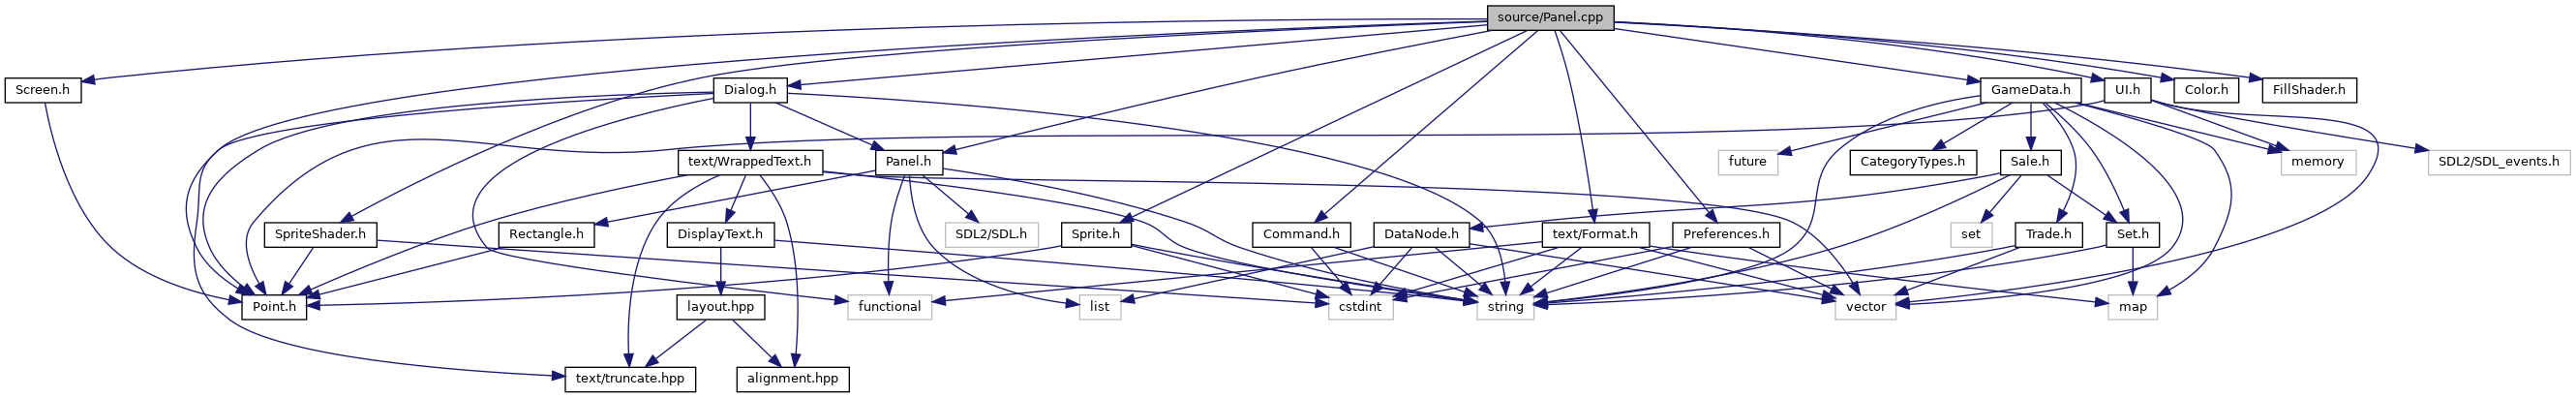 source/Panel.cpp
Screen.h
Dialog.h
GameData.h
UI.h
Color.h
FillShader.h
text/WrappedText.h
Panel.h
future
CategoryTypes.h
Sale.h
memory
SDL2/SDL_events.h
SpriteShader.h
Rectangle.h
DisplayText.h
SDL2/SDL.h
Sprite.h
Command.h
DataNode.h
text/Format.h
Preferences.h
set
Trade.h
Set.h
Point.h
layout.hpp
functional
list
cstdint
string
vector
map
text/truncate.hpp
alignment.hpp